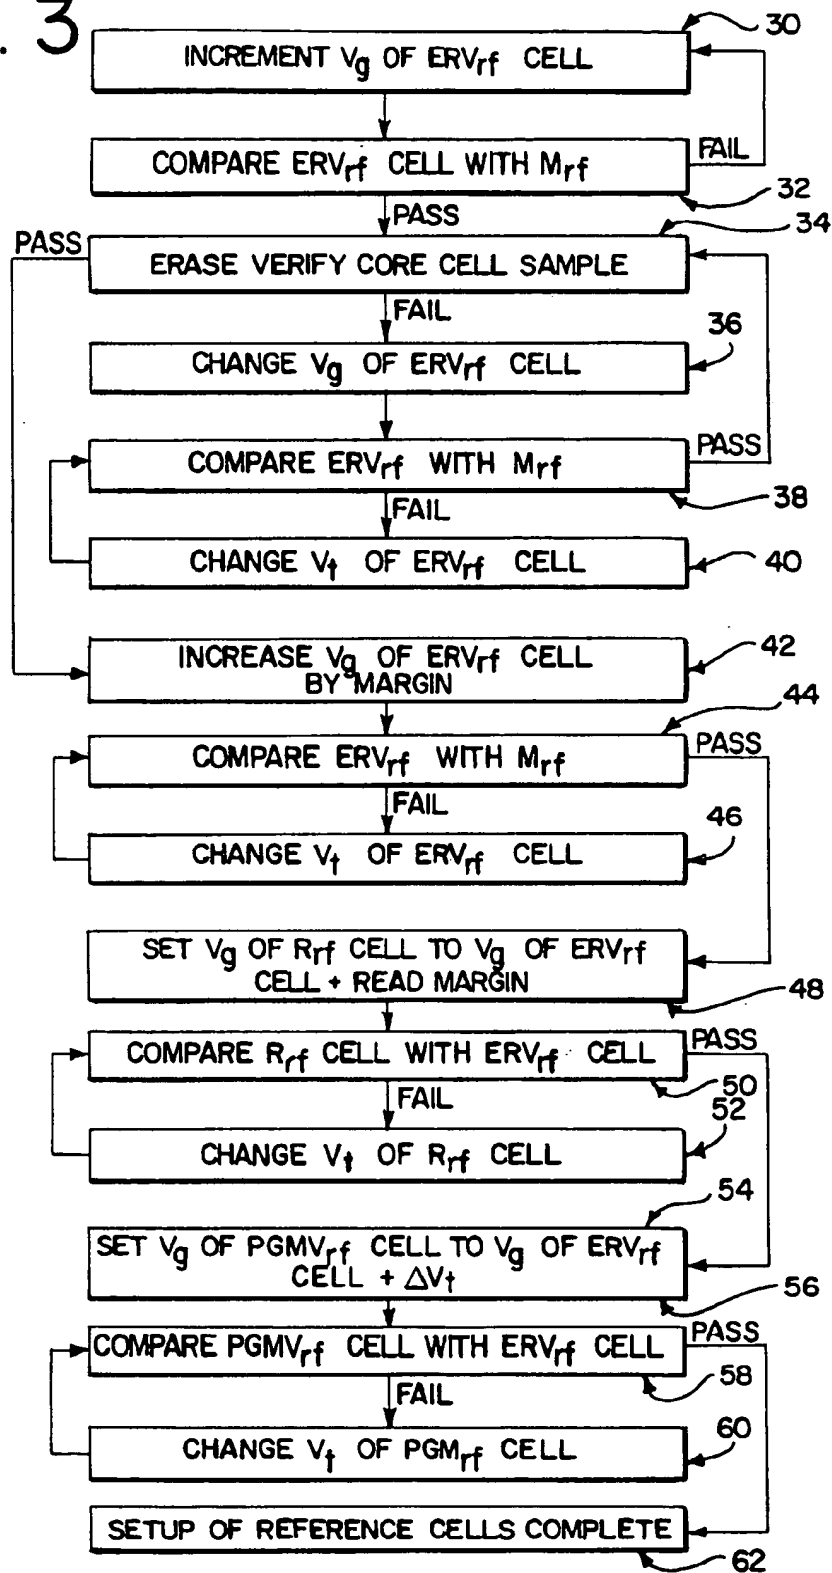 . 3
30
INCREMENT Vg OF ERVrf CELL
COMPARE ERVrf CELL WITH Mrf
FAIL
32
PASS
34
PASS
ERASE VERIFY CORE CELL SAMPLE
FAIL
36
CHANGE Vg OF ERVrf CELL
COMPARE ERVrf WITH Mrf
PASS
38
FAIL
CHANGE Vt OF ERVrf CELL
40
INCREASE Vg OF ERVrf CELL
BY MARGIN
42
44
COMPARE ERVrf WITH Mrf
PASS
FAIL
46
CHANGE Vt OF ERVrf CELL
SET Vg OF Rrf CELL TO Vg OF ERVrf
CELL + READ MARGIN
48
COMPARE Rrf CELL WITH ERVrf CELL
PASS
50
FAIL
52
CHANGE Vt OF Rrf CELL
54
SET Vg OF PGMVrf CELL TO Vg OF ERVrf
CELL + ΔVt
56
COMPARE PGMVrf CELL WITH ERVrf CELL
PASS
58
FAIL
60
CHANGE Vt OF PGMrf CELL
SETUP OF REFERENCE CELLS COMPLETE
62